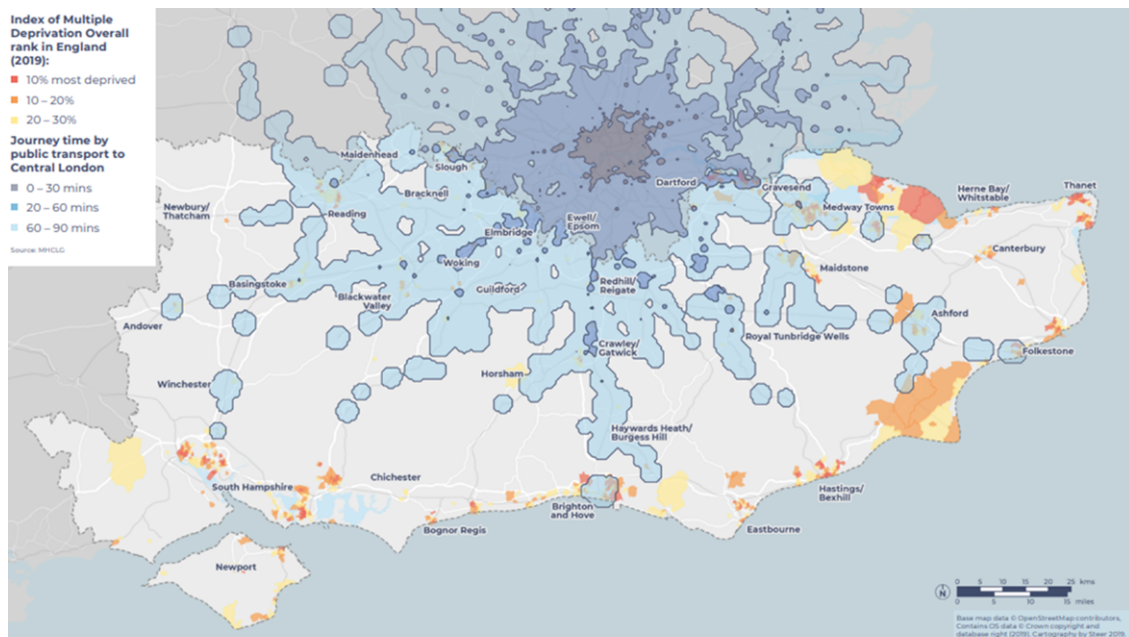 Index of Multiple
Deprivation Overall
rank in England
(2019):
10% most deprived
10 – 20%
20 – 30%
Journey time by
public transport to
Central London
0 – 30 mins
20 – 60 mins
60 – 90 mins
Source: MHCLG
Maidenhead
Slough
Bracknell
Dartford
Gravesend
Herne Bay/
Whitstable
Thanet
Newbury/
Thatcham
Reading
Medway Towns
Ewell/
Epsom
Elmbridge
Canterbury
Woking
Maidstone
Basingstoke
Guildford
Redhill/
Reigate
Blackwater
Valley
Andover
Ashford
Royal Tunbridge Wells
Crawley/
Gatwick
Folkestone
Horsham
Winchester
Haywards Heath/
Burgess Hill
Chichester
South Hampshire
Hastings/
Bexhill
Brighton
and Hove
Bognor Regis
Eastbourne
Newport
N
0 5 10 15 20 25 kms
0 5 10 15 miles
Base map data © OpenStreetMap contributors,
Contains OS data © Crown copyright and
database right (2019). Cartography by Steer 2019.